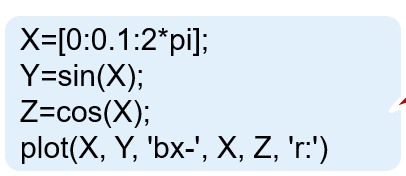 X=[0:0.1:2*pi];
Y=sin(X);
Z=cos(X);
plot(X, Y, 'bx-', X, Z, 'r:')